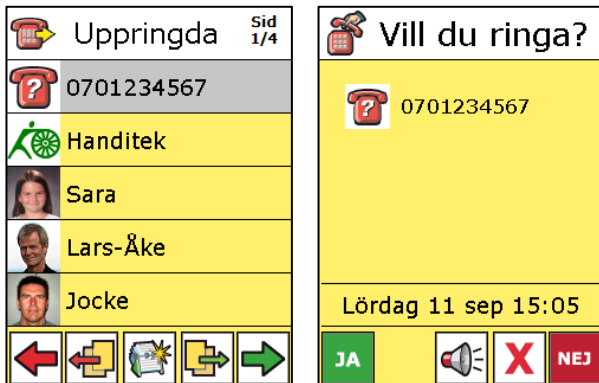 Uppringda
Sid
1/4
0701234567
Handitek
Sara
Lars-Åke
Jocke
Vill du ringa?
0701234567
Lördag 11 sep 15:05
JA
NEJ